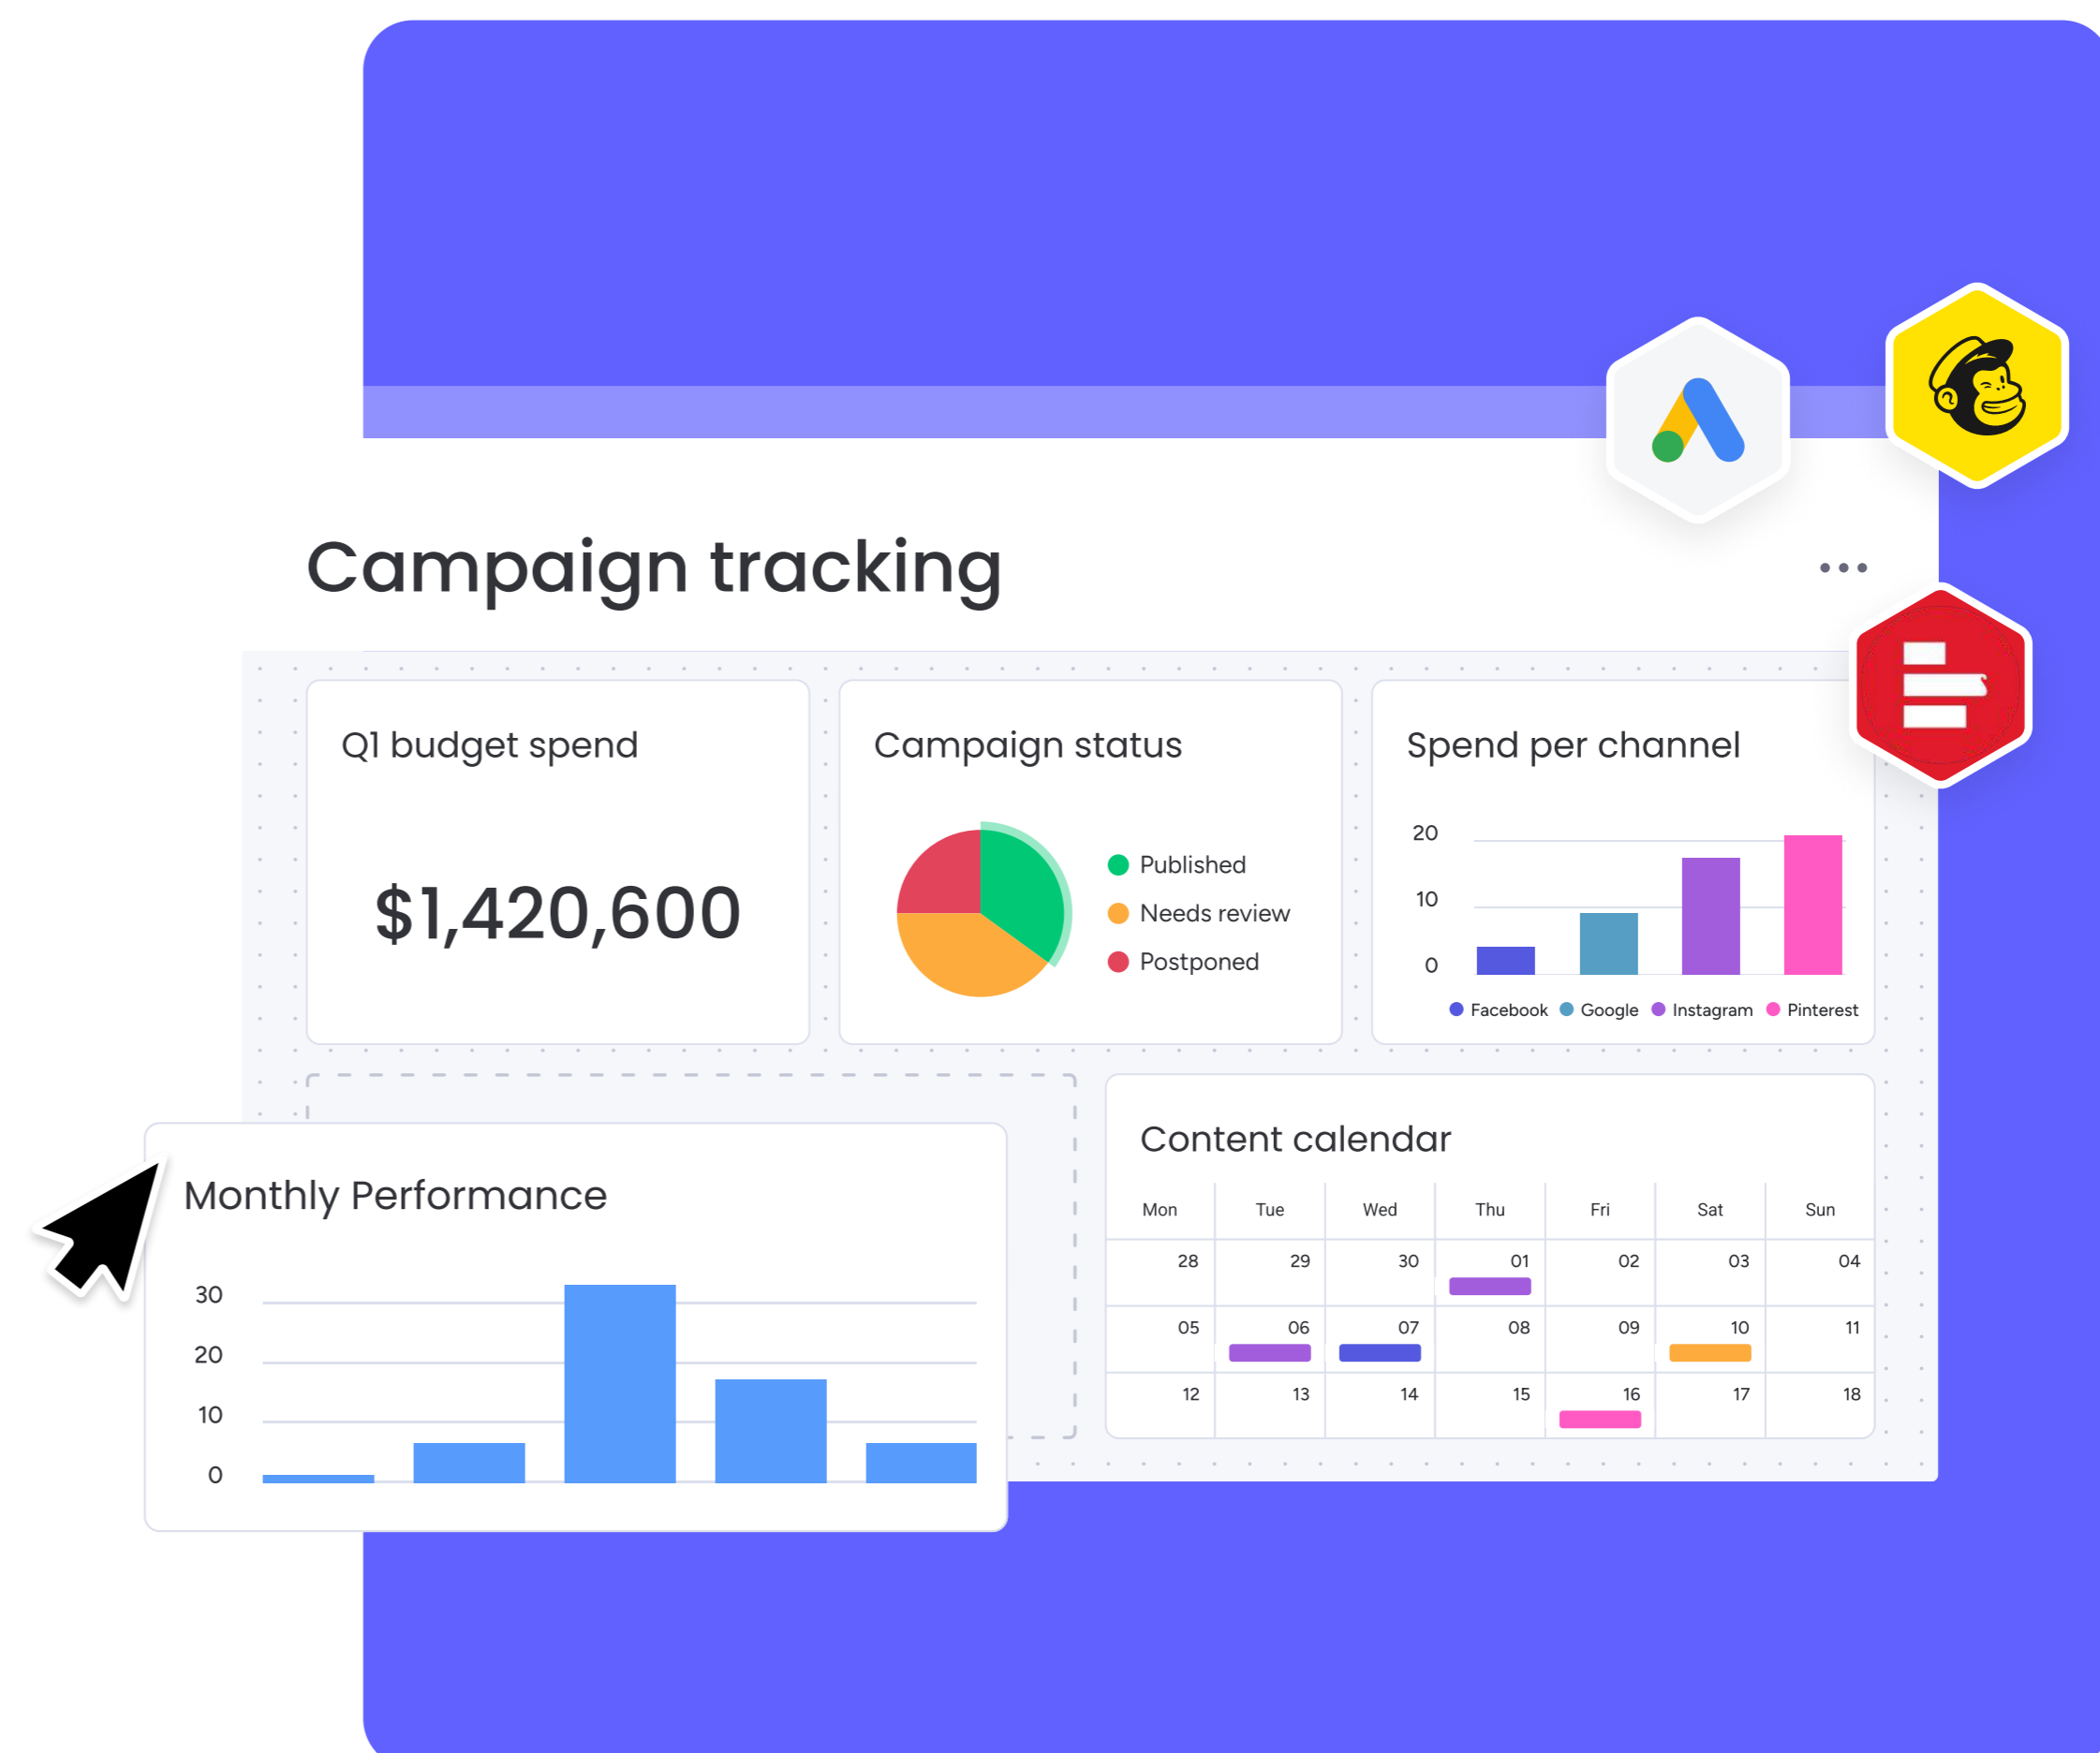 Campaign tracking
Q1 budget spend
$1,420,600
Campaign status
Published
Needs review
Postponed
Spend per channel
20
10
0
Facebook Google Instagram Pinterest
Monthly Performance
30
20
10
0
Content calendar
Mon Tue Wed Thu Fri Sat Sun
28 29 30 01 02 03 04
05 06 07 08 09 10 11
12 13 14 15 16 17 18